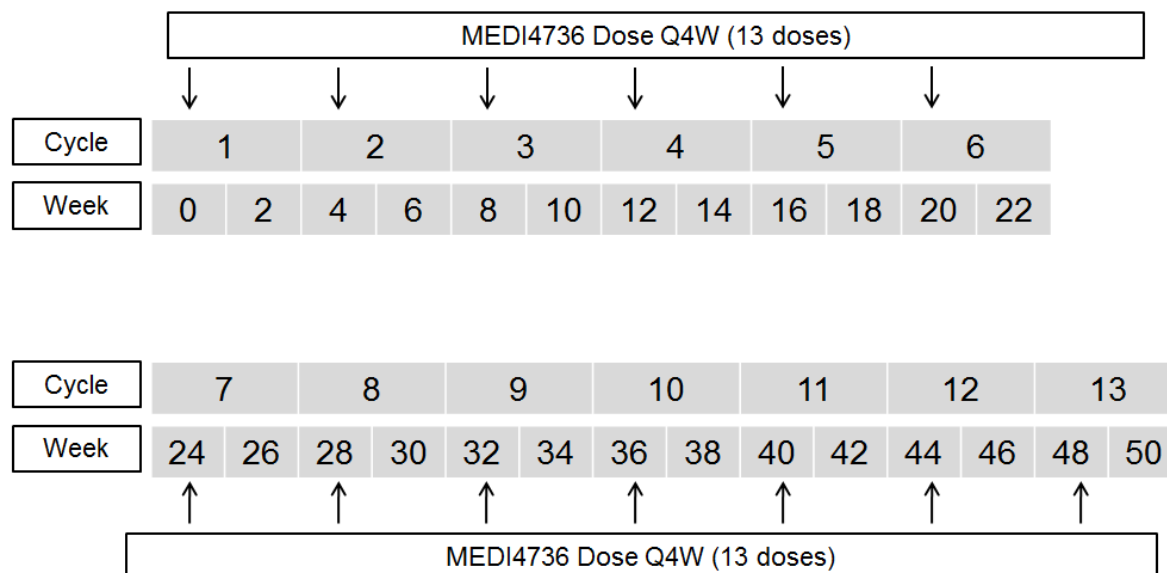 MEDI4736 Dose Q4W (13 doses)
Cycle 1 2 3 4 5 6
Week 0 2 4 6 8 10 12 14 16 18 20 22
Cycle 7 8 9 10 11 12 13
Week 24 26 28 30 32 34 36 38 40 42 44 46 48 50
MEDI4736 Dose Q4W (13 doses)